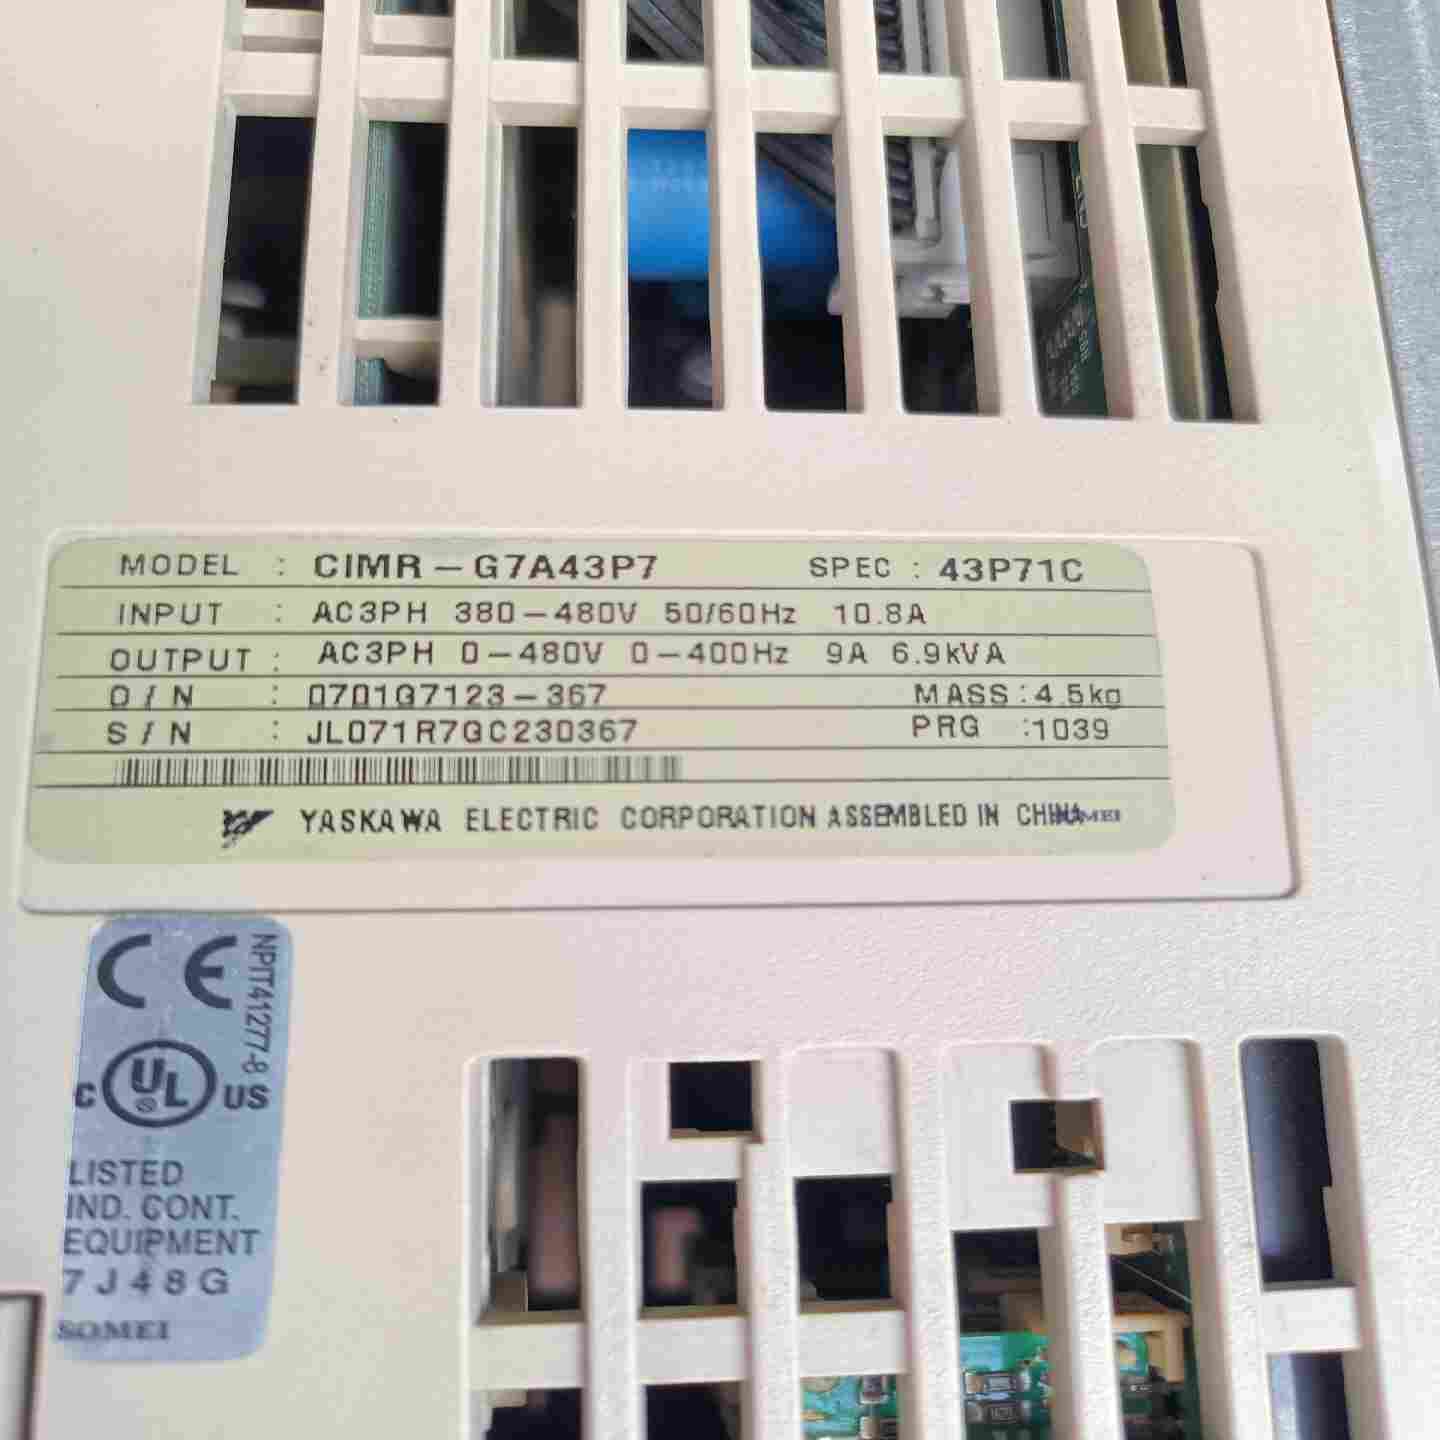 MODEL : CIMR-G7A43P7 SPEC : 43P71C
INPUT : AC3PH 380-480V 50/60Hz 10.8A
OUTPUT : AC3PH 0-480V 0-400Hz 9A 6.9kVA
O/N : 0701G7123-367 MASS : 4.5kg
S/N : JL071R7GC230367 PRG : 1039
YASKAWA ELECTRIC CORPORATION ASSEMBLED IN CHINA
CE
NPIT41277-8
C UL US
LISTED
IND. CONT.
EQUIPMENT
7J48G
SOMEI